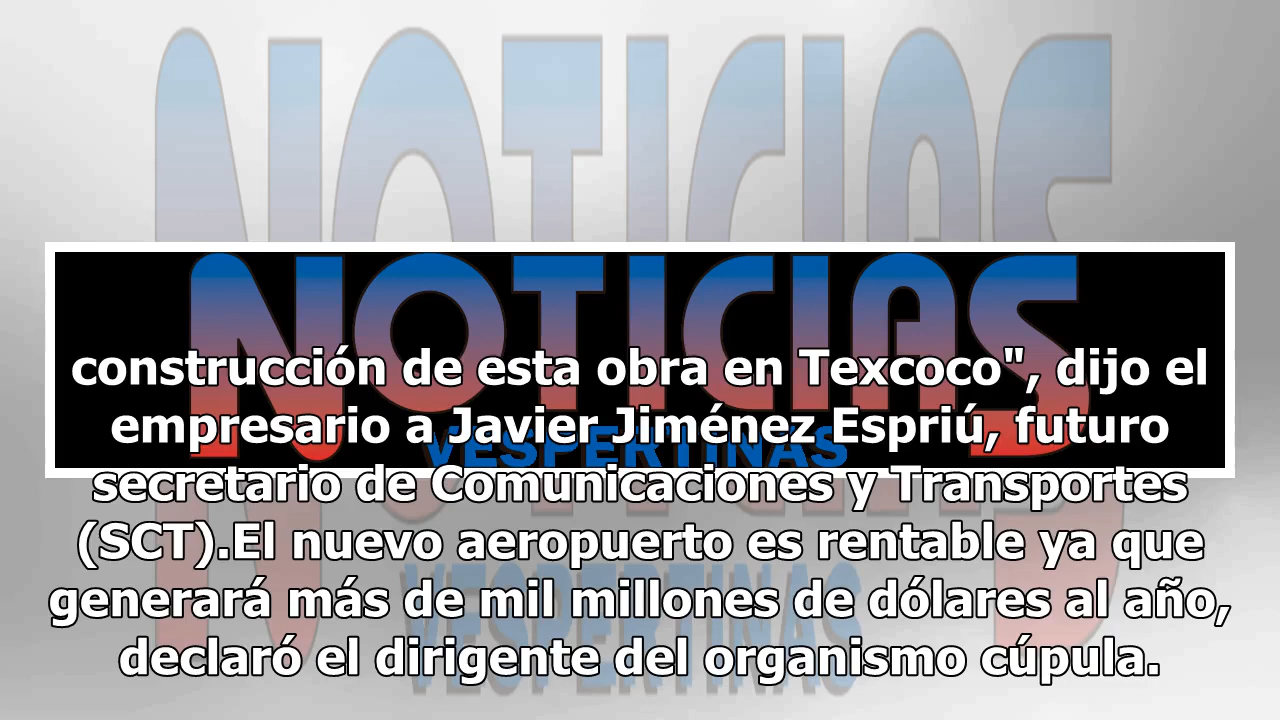 NOTICIAS
VESPERTINAS
NOTICIAS
VESPERTINAS
construcción de esta obra en Texcoco", dijo el
empresario a Javier Jiménez Espriú, futuro
secretario de Comunicaciones y Transportes
(SCT).El nuevo aeropuerto es rentable ya que
generará más de mil millones de dólares al año,
declaró el dirigente del organismo cúpula.